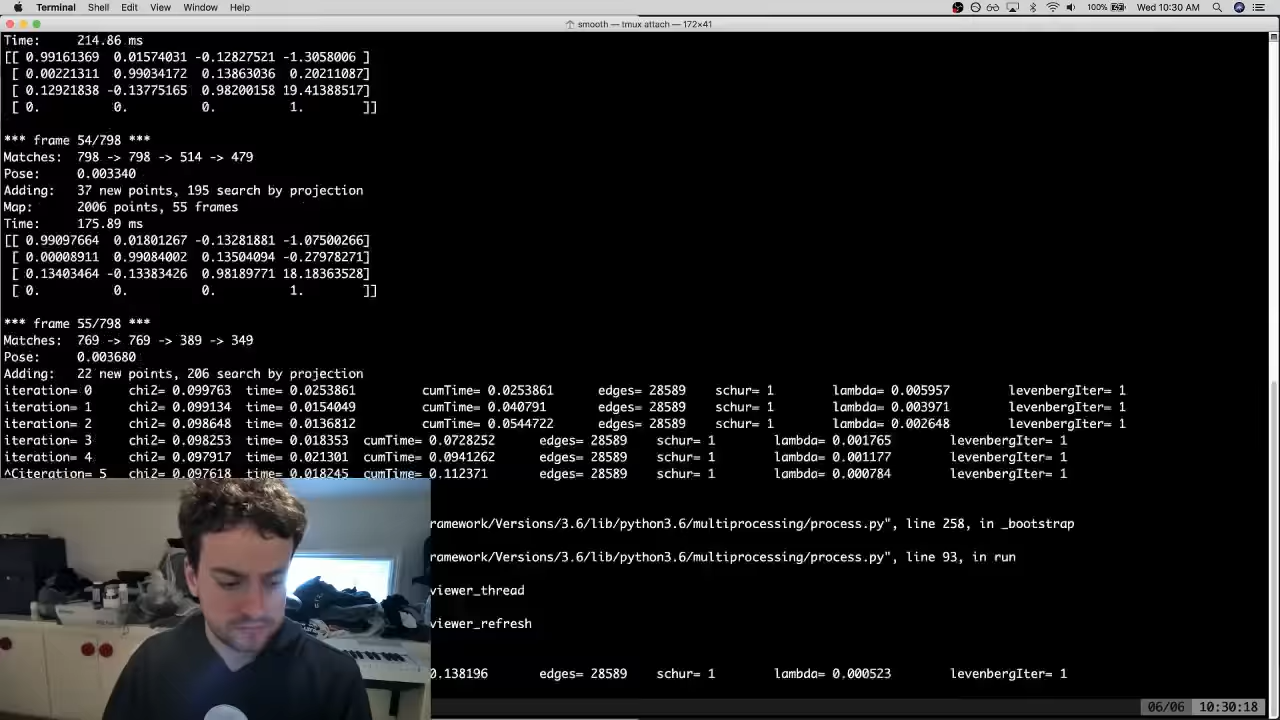 Terminal Shell Edit View Window Help 100% Wed 10:30 AM
smooth — tmux attach — 172×41
Time: 214.86 ms
[[ 0.99161369 0.01574031 -0.12827521 -1.3058006 ]
[ 0.00221311 0.99034172 0.13863036 0.20211087]
[ 0.12921838 -0.13775165 0.98200158 19.41388517]
[ 0. 0. 0. 1. ]]
*** frame 54/798 ***
Matches: 798 -> 798 -> 514 -> 479
Pose: 0.003340
Adding: 37 new points, 195 search by projection
Map: 2006 points, 55 frames
Time: 175.89 ms
[[ 0.99097664 0.01801267 -0.13281881 -1.07500266]
[ 0.00008911 0.99084002 0.13504094 -0.27978271]
[ 0.13403464 -0.13383426 0.98189771 18.18363528]
[ 0. 0. 0. 1. ]]
*** frame 55/798 ***
Matches: 769 -> 769 -> 389 -> 349
Pose: 0.003680
Adding: 22 new points, 206 search by projection
iteration= 0 chi2= 0.099763 time= 0.0253861 cumTime= 0.0253861 edges= 28589 schur= 1 lambda= 0.005957 levenbergIter= 1
iteration= 1 chi2= 0.099134 time= 0.0154049 cumTime= 0.040791 edges= 28589 schur= 1 lambda= 0.003971 levenbergIter= 1
iteration= 2 chi2= 0.098648 time= 0.0136812 cumTime= 0.0544722 edges= 28589 schur= 1 lambda= 0.002648 levenbergIter= 1
iteration= 3 chi2= 0.098253 time= 0.018353 cumTime= 0.0728252 edges= 28589 schur= 1 lambda= 0.001765 levenbergIter= 1
iteration= 4 chi2= 0.097917 time= 0.021301 cumTime= 0.0941262 edges= 28589 schur= 1 lambda= 0.001177 levenbergIter= 1
^Citeration= 5 chi2= 0.097618 time= 0.018245 cumTime= 0.112371 edges= 28589 schur= 1 lambda= 0.000784 levenbergIter= 1
ramework/Versions/3.6/lib/python3.6/multiprocessing/process.py", line 258, in _bootstrap
ramework/Versions/3.6/lib/python3.6/multiprocessing/process.py", line 93, in run
viewer_thread
viewer_refresh
0.138196 edges= 28589 schur= 1 lambda= 0.000523 levenbergIter= 1
06/06 10:30:18